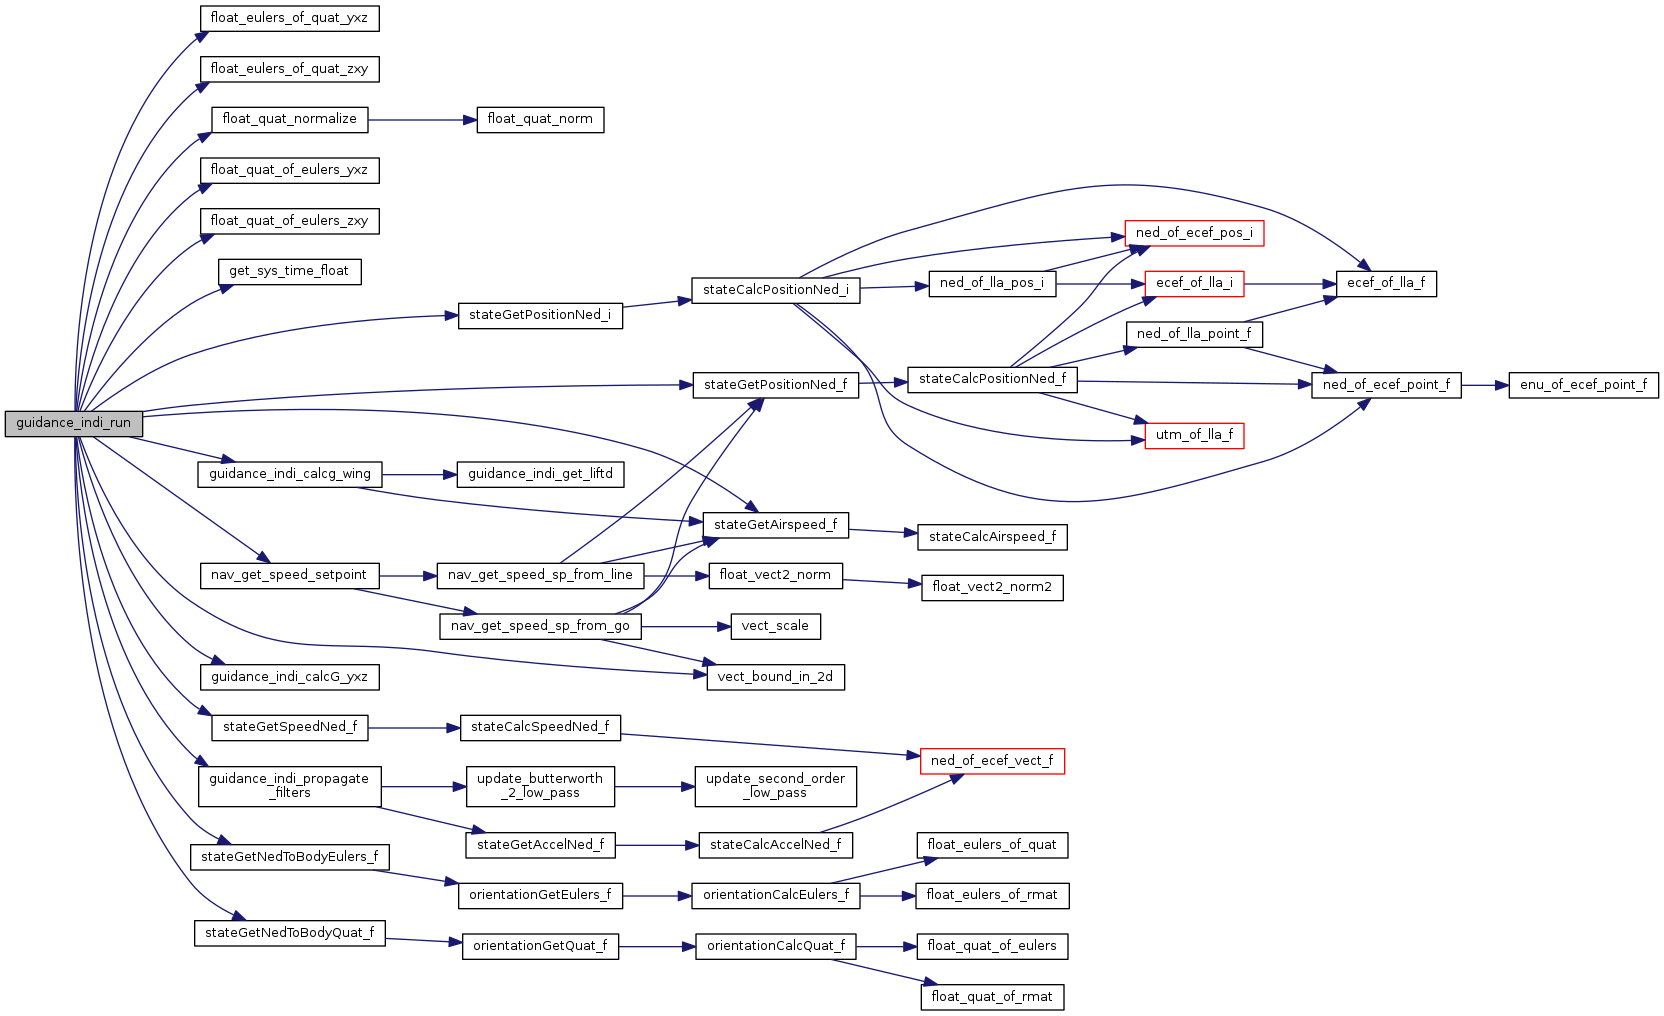 float_eulers_of_quat_yxz
float_eulers_of_quat_zxy
float_quat_normalize
float_quat_norm
float_quat_of_eulers_yxz
float_quat_of_eulers_zxy
get_sys_time_float
stateGetPositionNed_i
stateCalcPositionNed_i
ned_of_lla_pos_i
ned_of_ecef_pos_i
ecef_of_lla_i
ecef_of_lla_f
ned_of_lla_point_f
stateGetPositionNed_f
stateCalcPositionNed_f
ned_of_ecef_point_f
enu_of_ecef_point_f
utm_of_lla_f
guidance_indi_run
guidance_indi_calcg_wing
guidance_indi_get_liftd
stateGetAirspeed_f
stateCalcAirspeed_f
nav_get_speed_setpoint
nav_get_speed_sp_from_line
float_vect2_norm
float_vect2_norm2
nav_get_speed_sp_from_go
vect_scale
vect_bound_in_2d
guidance_indi_calcG_yxz
stateGetSpeedNed_f
stateCalcSpeedNed_f
ned_of_ecef_vect_f
guidance_indi_propagate
_filters
update_butterworth
_2_low_pass
update_second_order
_low_pass
stateGetAccelNed_f
stateCalcAccelNed_f
stateGetNedToBodyEulers_f
orientationGetEulers_f
orientationCalcEulers_f
float_eulers_of_quat
float_eulers_of_rmat
stateGetNedToBodyQuat_f
orientationGetQuat_f
orientationCalcQuat_f
float_quat_of_eulers
float_quat_of_rmat